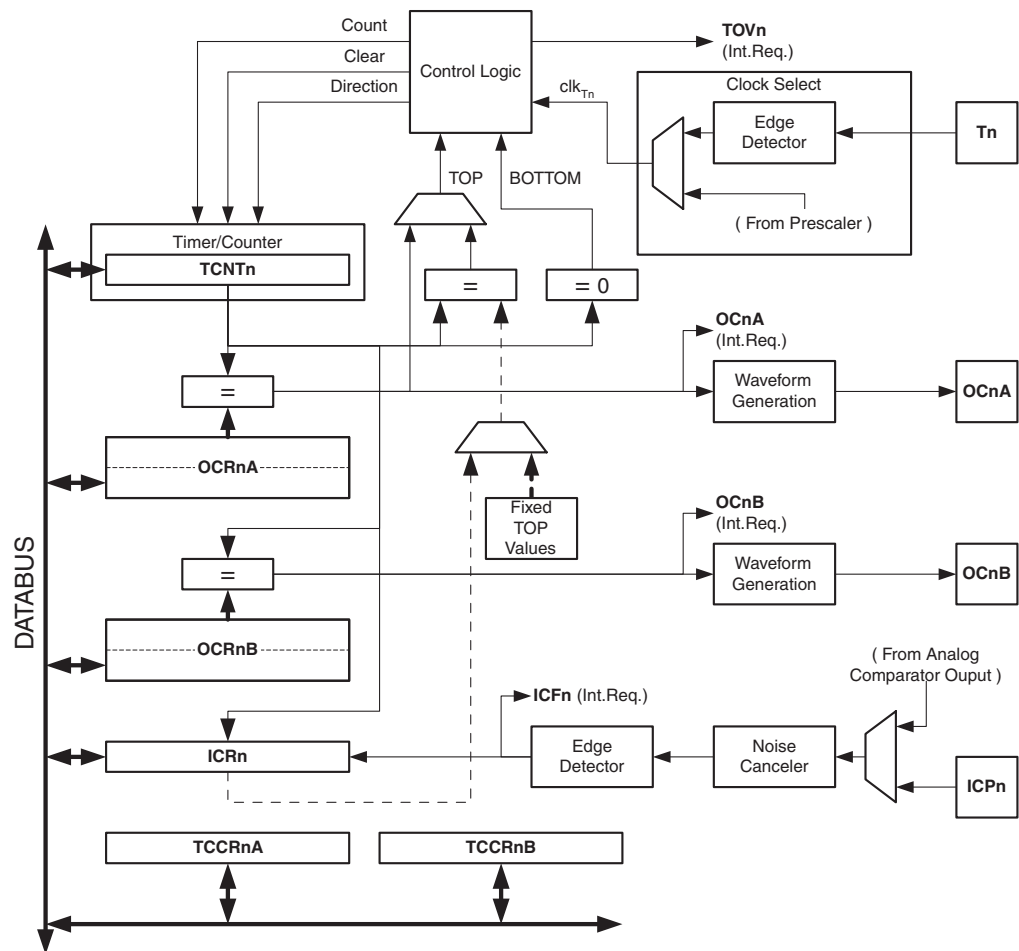 Count
Clear
Direction
Control Logic
TOVn
(Int.Req.)
clkTn
Clock Select
Edge
Detector
Tn
( From Prescaler )
TOP
BOTTOM
Timer/Counter
TCNTn
=
= 0
OCnA
(Int.Req.)
=
Waveform
Generation
OCnA
OCRnA
Fixed
TOP
Values
OCnB
(Int.Req.)
=
Waveform
Generation
OCnB
DATABUS
OCRnB
( From Analog
Comparator Ouput )
ICFn (Int.Req.)
ICRn
Edge
Detector
Noise
Canceler
ICPn
TCCRnA
TCCRnB